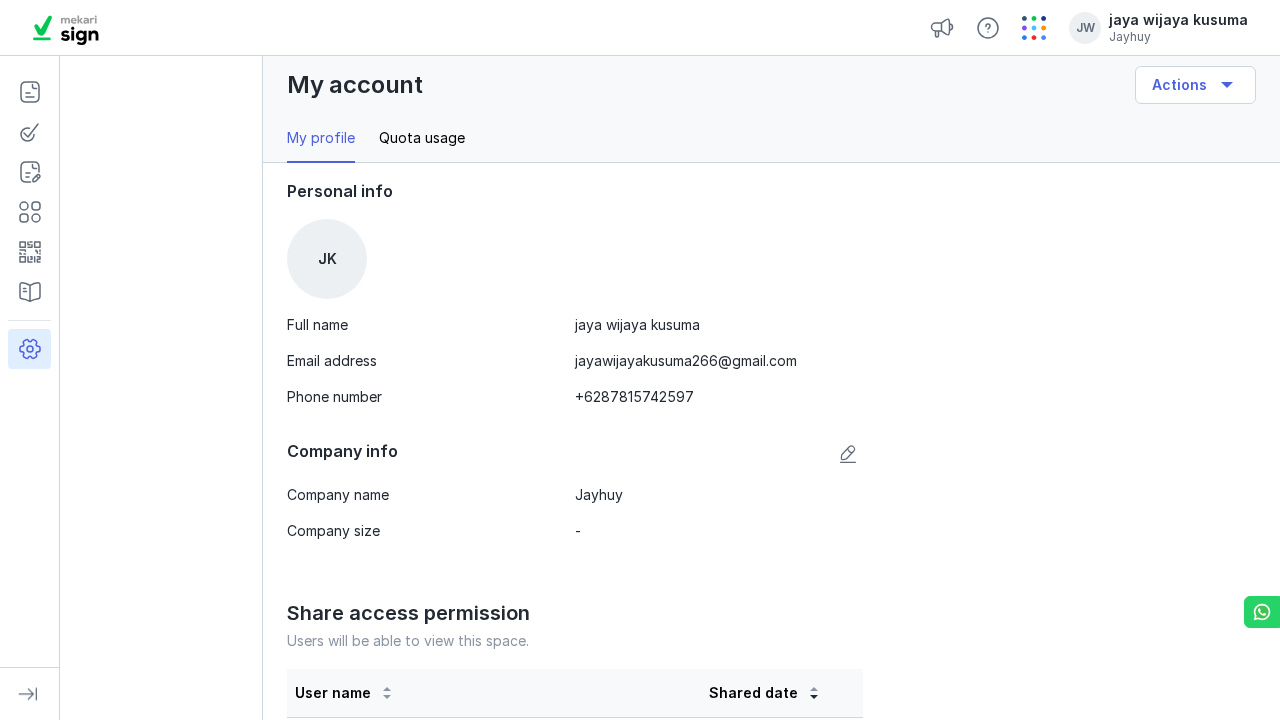 mekari
sign
JW
jaya wijaya kusuma
Jayhuy
My account
Actions
My profile
Quota usage
Personal info
JK
Full name
jaya wijaya kusuma
Email address
jayawijayakusuma266@gmail.com
Phone number
+6287815742597
Company info
Company name
Jayhuy
Company size
-
Share access permission
Users will be able to view this space.
User name
Shared date